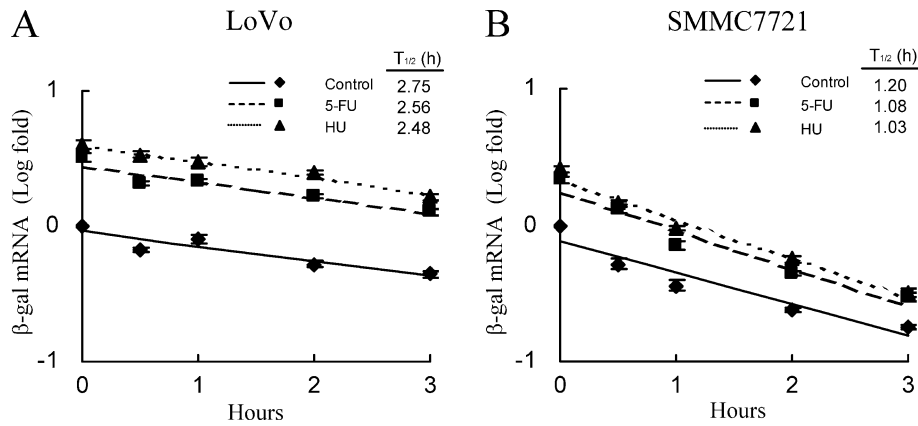 A
LoVo
T1/2 (h)
Control 2.75
5-FU 2.56
HU 2.48
β-gal mRNA (Log fold)
1
0
-1
0 1 2 3
Hours
B
SMMC7721
T1/2 (h)
Control 1.20
5-FU 1.08
HU 1.03
β-gal mRNA (Log fold)
1
0
-1
0 1 2 3
Hours